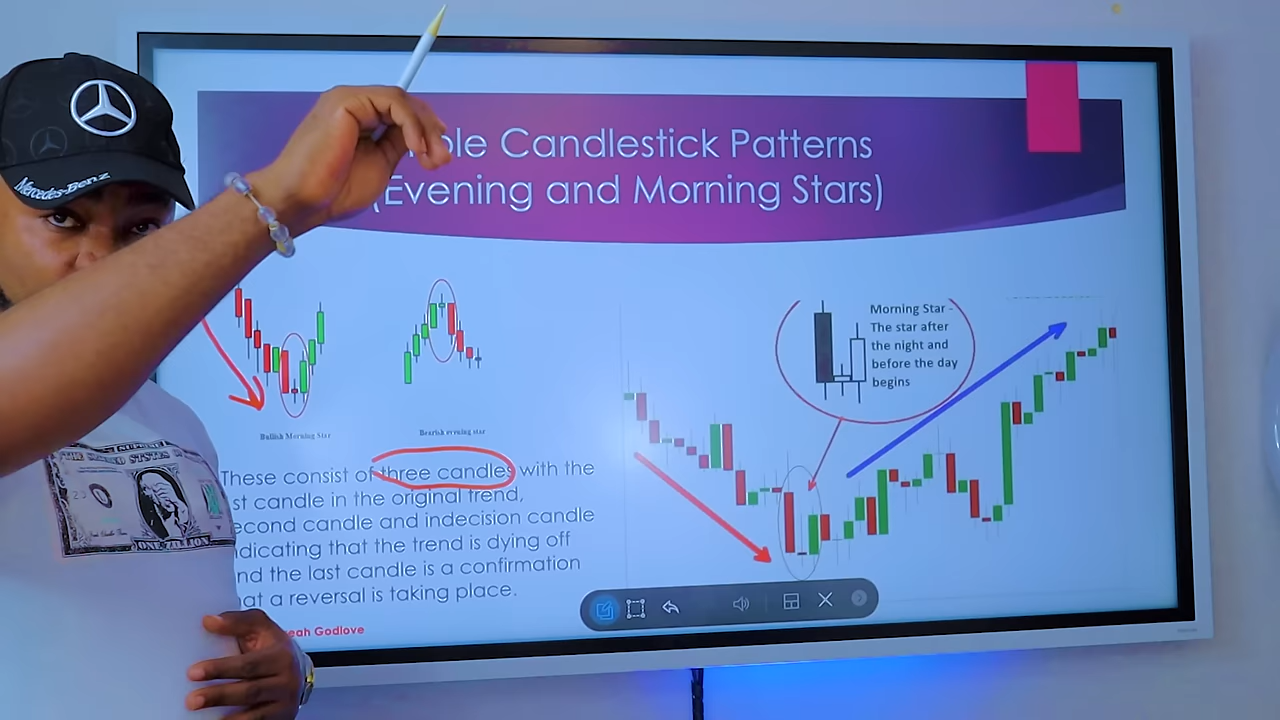 Candlestick Patterns
(Evening and Morning Stars)
Mercedes-Benz
Morning Star -
The star after
the night and
before the day
begins
Bullish Morning Star
Bearish evening star
These consist of three candles with the
st candle in the original trend,
econd candle and indecision candle
ndicating that the trend is dying off
nd the last candle is a confirmation
at a reversal is taking place.
eah Godlove